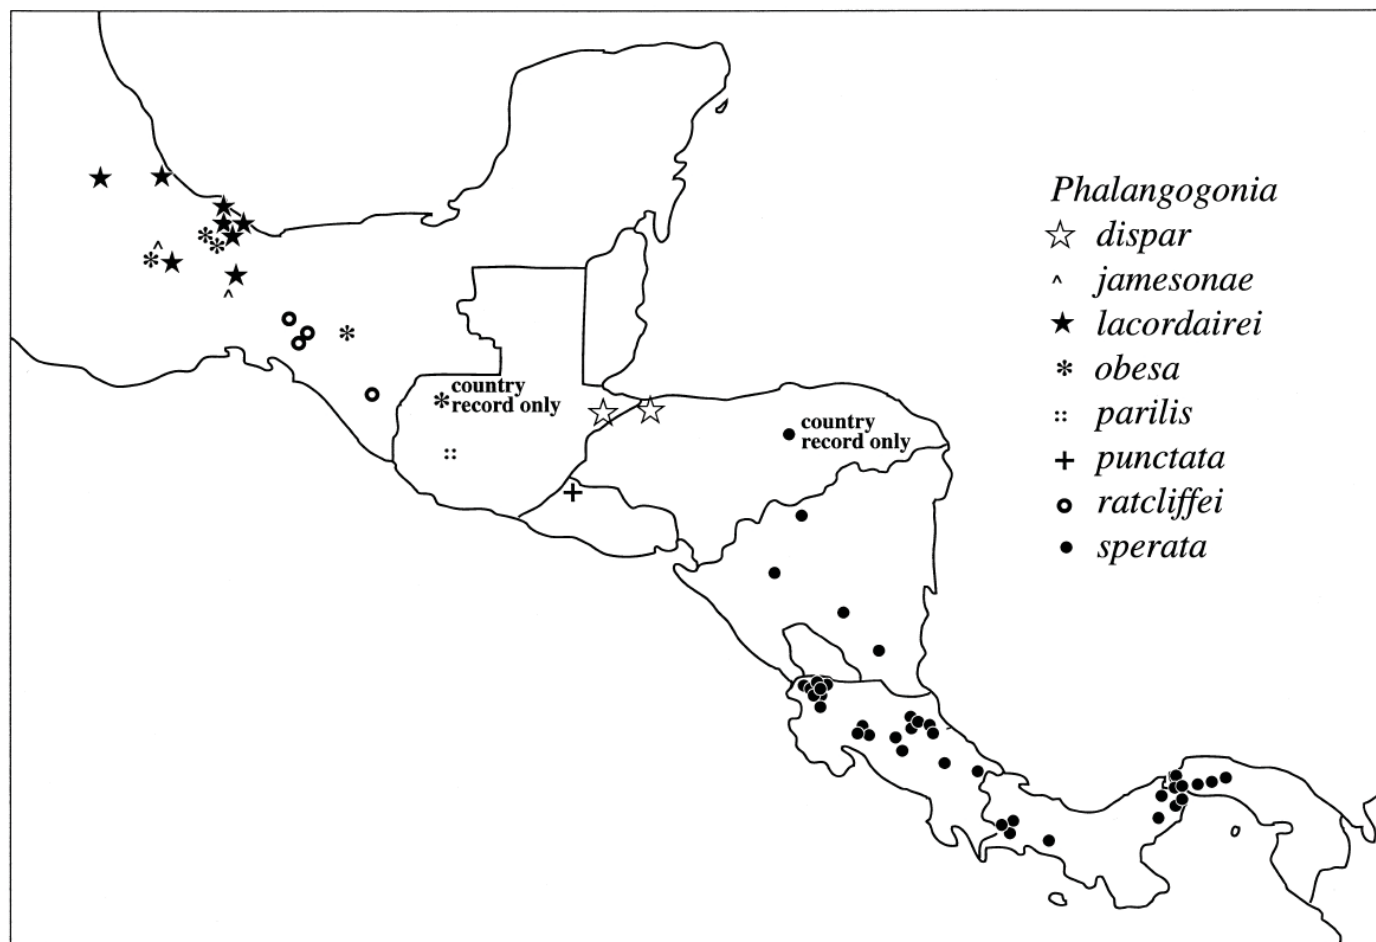 Phalangogonia
dispar
jamesonae
lacordairei
obesa
parilis
punctata
ratcliffei
sperata
country
record only
country
record only